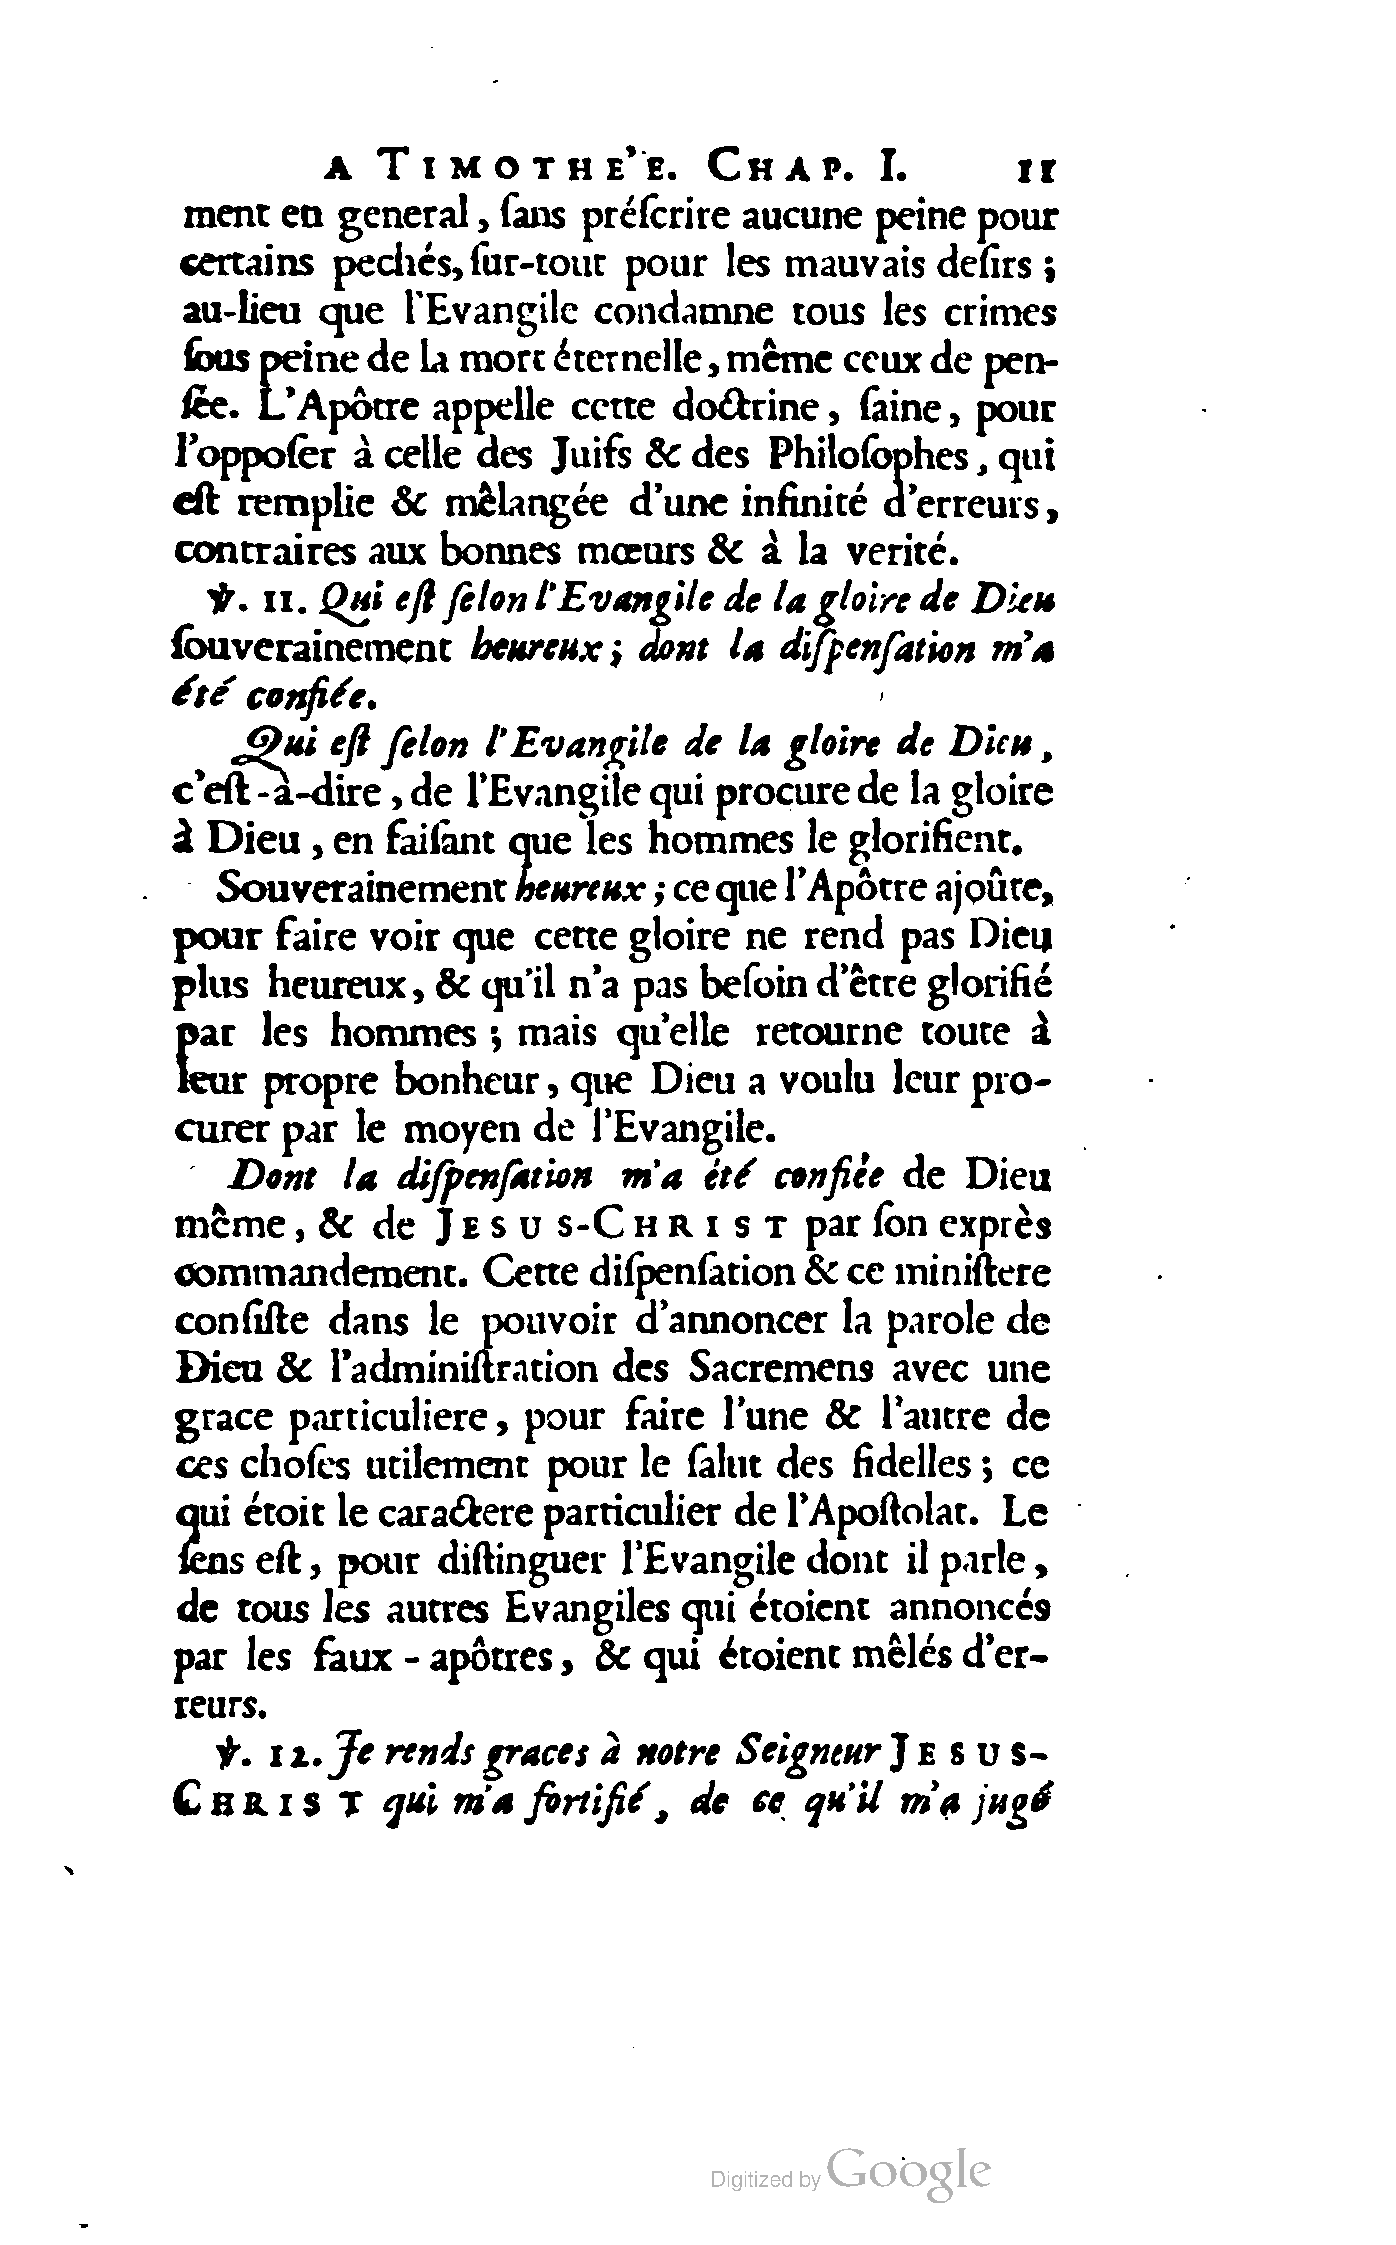 A TIMOTHE'E. CHAP. I. 11
ment en general, ſans préſcrire aucune peine pour
certains pechés, ſur-tout pour les mauvais deſirs ;
au-lieu que l'Evangile condamne tous les crimes
ſous peine de la mort éternelle, même ceux de pen-
ſée. L'Apôtre appelle cette doctrine, ſaine, pour
l'oppoſer à celle des Juifs & des Philoſophes, qui
eſt remplie & mêlangée d'une infinité d'erreurs,
contraires aux bonnes mœurs & à la verité.
℣. 11. Qui eſt ſelon l'Evangile de la gloire de Dieu
ſouverainement heureux ; dont la diſpenſation m'a
été confiée.
Qui eſt ſelon l'Evangile de la gloire de Dieu,
c'eſt-à-dire, de l'Evangile qui procure de la gloire
à Dieu, en faiſant que les hommes le glorifient.
Souverainement heureux ; ce que l'Apôtre ajoûte,
pour faire voir que cette gloire ne rend pas Dieu
plus heureux, & qu'il n'a pas beſoin d'être glorifié
par les hommes ; mais qu'elle retourne toute à
leur propre bonheur, que Dieu a voulu leur pro-
curer par le moyen de l'Evangile.
Dont la diſpenſation m'a été confiée de Dieu
même, & de JESUS-CHRIST par ſon exprès
commandement. Cette diſpenſation & ce miniſtere
conſiſte dans le pouvoir d'annoncer la parole de
Dieu & l'adminiſtration des Sacremens avec une
grace particuliere, pour faire l'une & l'autre de
ces choſes utilement pour le ſalut des fidelles ; ce
qui étoit le caractere particulier de l'Apoſtolat. Le
ſens eſt, pour diſtinguer l'Evangile dont il parle,
de tous les autres Evangiles qui étoient annoncés
par les faux-apôtres, & qui étoient mêlés d'er-
reurs.
℣. 12. Je rends graces à notre Seigneur JESUS-
CHRIST qui m'a fortifié, de ce qu'il m'a jugé
Digitized by Google